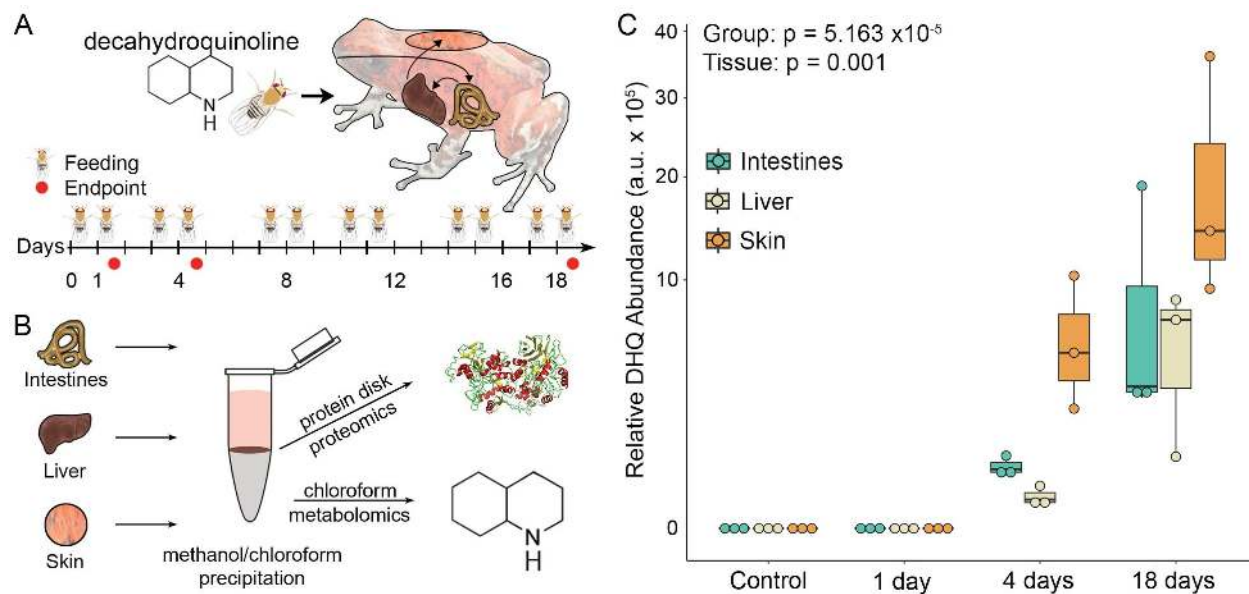 A
decahydroquinoline
N
H
Feeding
Endpoint
Days
0 1 4 8 12 14 16 18
B
Intestines
Liver
Skin
protein disk
proteomics
chloroform
metabolomics
methanol/chloroform
precipitation
N
H
C
Group: p = 5.163 x10⁻⁵
Tissue: p = 0.001
Intestines
Liver
Skin
Relative DHQ Abundance (a.u. x 10⁵)
40
30
20
10
0
Control 1 day 4 days 18 days